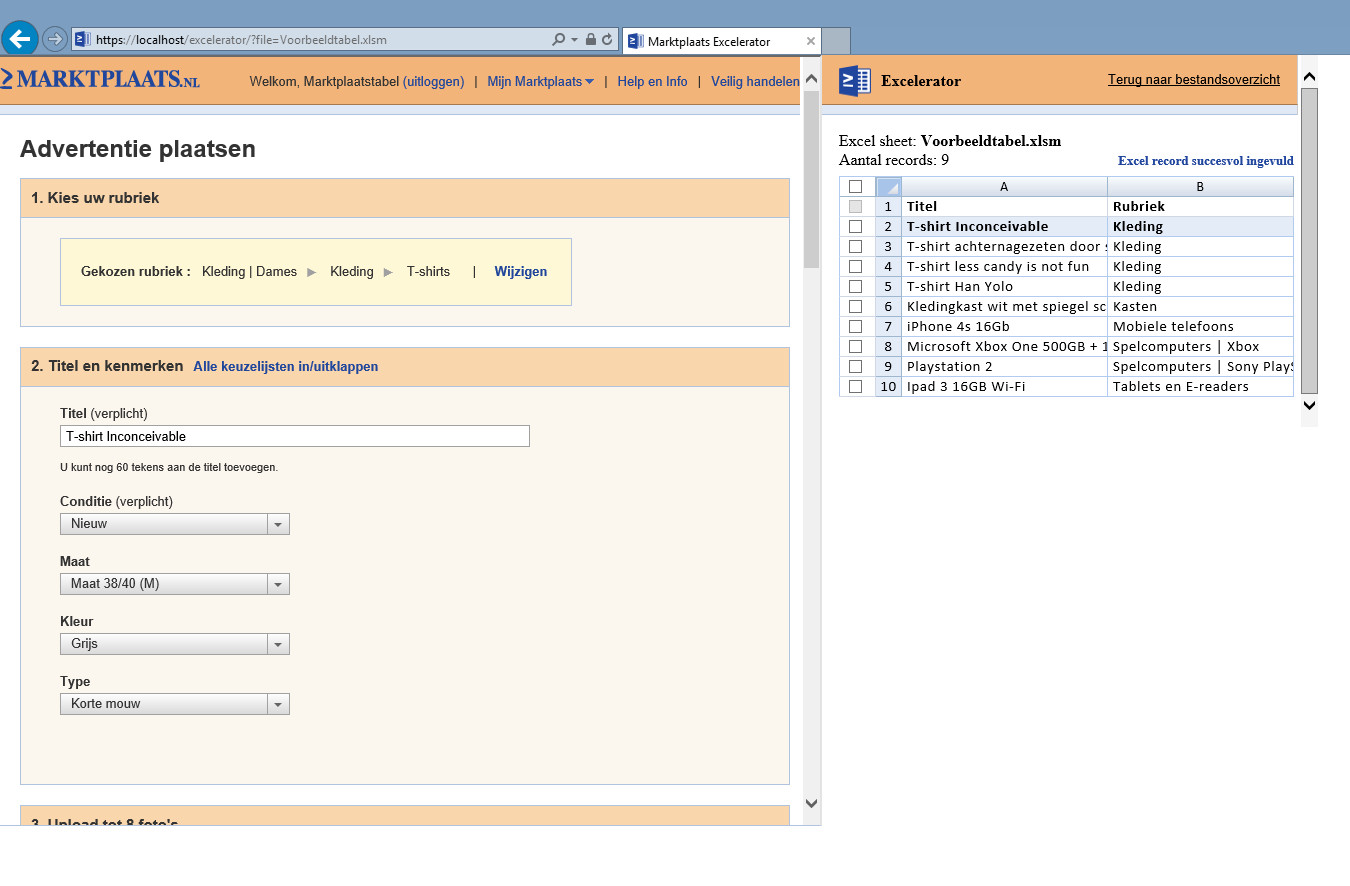 https://localhost/excelerator/?file=Voorbeeldtabel.xlsm
Marktplaats Excelerator
MARKTPLAATS.NL
Welkom, Marktplaatstabel (uitloggen) | Mijn Marktplaats | Help en Info | Veilig handelen
Advertentie plaatsen
1. Kies uw rubriek
Gekozen rubriek : Kleding | Dames ► Kleding ► T-shirts | Wijzigen
2. Titel en kenmerken Alle keuzelijsten in/uitklappen
Titel (verplicht)
T-shirt Inconceivable
U kunt nog 60 tekens aan de titel toevoegen.
Conditie (verplicht)
Nieuw
Maat
Maat 38/40 (M)
Kleur
Grijs
Type
Korte mouw
3. Upload tot 8 foto's
Excelerator
Terug naar bestandsoverzicht
Excel sheet: Voorbeeldtabel.xlsm
Aantal records: 9
Excel record succesvol ingevuld
A B
1 Titel Rubriek
2 T-shirt Inconceivable Kleding
3 T-shirt achternagezeten door Kleding
4 T-shirt less candy is not fun Kleding
5 T-shirt Han Yolo Kleding
6 Kledingkast wit met spiegel sc Kasten
7 iPhone 4s 16Gb Mobiele telefoons
8 Microsoft Xbox One 500GB + 1 Spelcomputers | Xbox
9 Playstation 2 Spelcomputers | Sony PlayS
10 Ipad 3 16GB Wi-Fi Tablets en E-readers